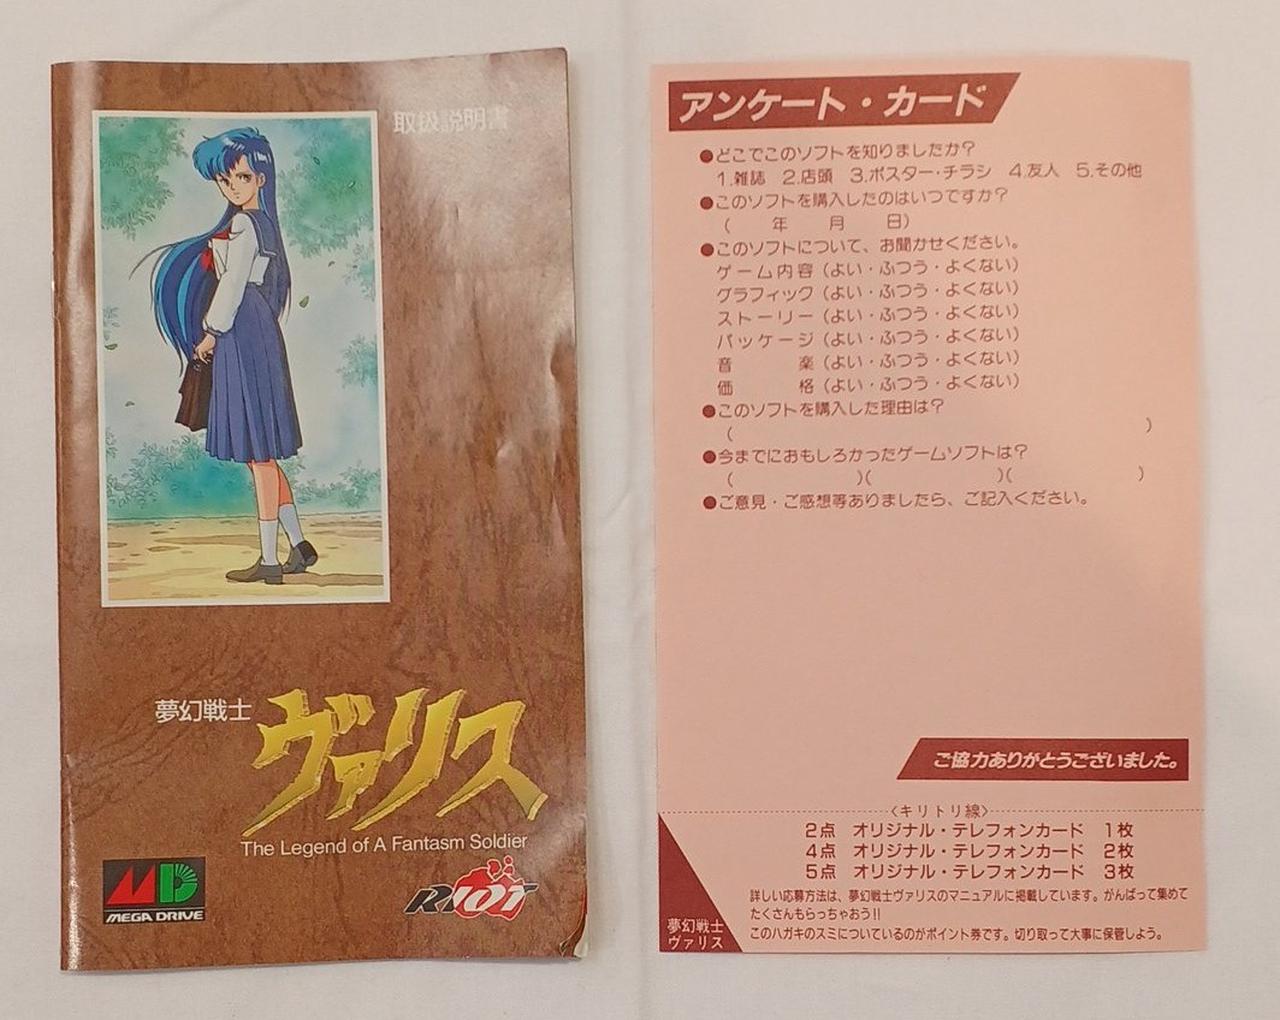 取扱説明書
夢幻戦士
ヴァリス
The Legend of A Fantasm Soldier
MD
MEGA DRIVE
RIOT
アンケート・カード
●どこでこのソフトを知りましたか?
1.雑誌 2.店頭 3.ポスター・チラシ 4.友人 5.その他
●このソフトを購入したのはいつですか?
( 年 月 日)
●このソフトについて、お聞かせください。
ゲーム内容(よい・ふつう・よくない)
グラフィック(よい・ふつう・よくない)
ストーリー(よい・ふつう・よくない)
パッケージ(よい・ふつう・よくない)
音 楽(よい・ふつう・よくない)
価 格(よい・ふつう・よくない)
●このソフトを購入した理由は?
( )
●今までにおもしろかったゲームソフトは?
( )( )( )
●ご意見・ご感想等ありましたら、ご記入ください。
ご協力ありがとうございました。
〈キリトリ線〉
2点 オリジナル・テレフォンカード 1枚
4点 オリジナル・テレフォンカード 2枚
5点 オリジナル・テレフォンカード 3枚
詳しい応募方法は、夢幻戦士ヴァリスのマニュアルに掲載しています。がんばって集めて
たくさんもらっちゃおう!!
このハガキのスミについているのがポイント券です。切り取って大事に保管しよう。
夢幻戦士
ヴァリス